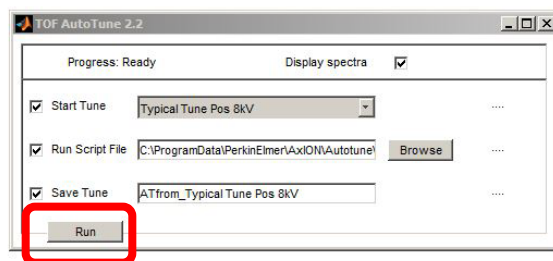 TOF AutoTune 2.2
Progress: Ready Display spectra
Start Tune Typical Tune Pos 8kV ....
Run Script File C:\ProgramData\PerkinElmer\AxION\Autotune\ Browse ....
Save Tune ATfrom_Typical Tune Pos 8kV ....
Run